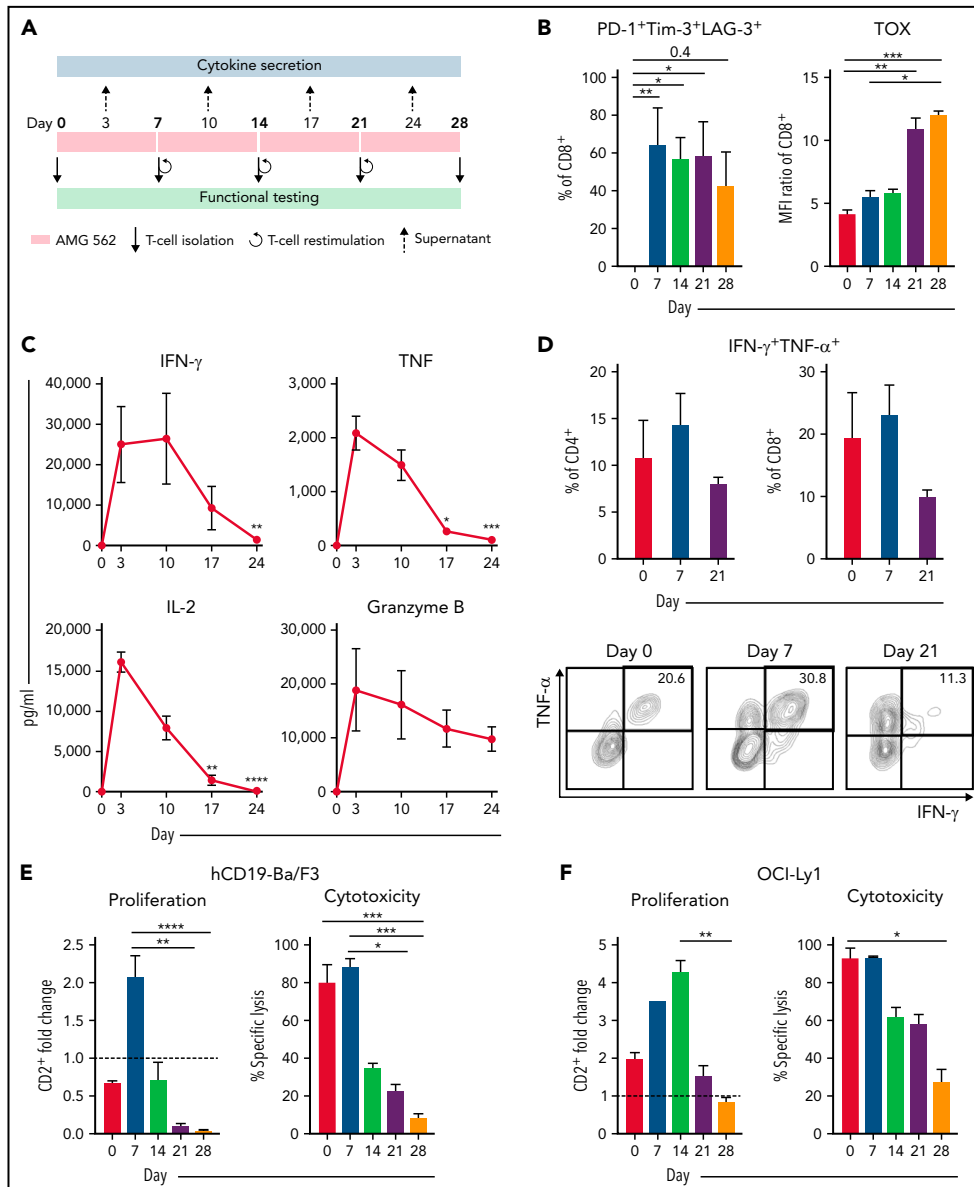 A
Cytokine secretion
Day 0 3 7 10 14 17 21 24 28
Functional testing
AMG 562 T-cell isolation T-cell restimulation Supernatant
B
PD-1⁺Tim-3⁺LAG-3⁺
0.4
*
*
**
% of CD8⁺
100
80
60
40
20
0
0 7 14 21 28
TOX
***
**
*
MFI ratio of CD8⁺
15
10
5
0
0 7 14 21 28
Day
C
pg/ml
IFN-γ
40,000
30,000
20,000
10,000
0
**
0 3 10 17 24
TNF
3,000
2,000
1,000
0
* ***
0 3 10 17 24
IL-2
20,000
15,000
10,000
5,000
0
** ****
0 3 10 17 24
Granzyme B
30,000
20,000
10,000
0
0 3 10 17 24
Day
D
IFN-γ⁺TNF-α⁺
% of CD4⁺
20
15
10
5
0
0 7 21
% of CD8⁺
30
20
10
0
0 7 21
Day
Day 0 Day 7 Day 21
20.6 30.8 11.3
TNF-α
IFN-γ
E
hCD19-Ba/F3
Proliferation
****
**
CD2⁺ fold change
2.5
2.0
1.5
1.0
0.5
0.0
0 7 14 21 28
Cytotoxicity
***
***
*
% Specific lysis
100
80
60
40
20
0
0 7 14 21 28
Day
F
OCI-Ly1
Proliferation
**
CD2⁺ fold change
5
4
3
2
1
0
0 7 14 21 28
Cytotoxicity
*
% Specific lysis
100
80
60
40
20
0
0 7 14 21 28
Day